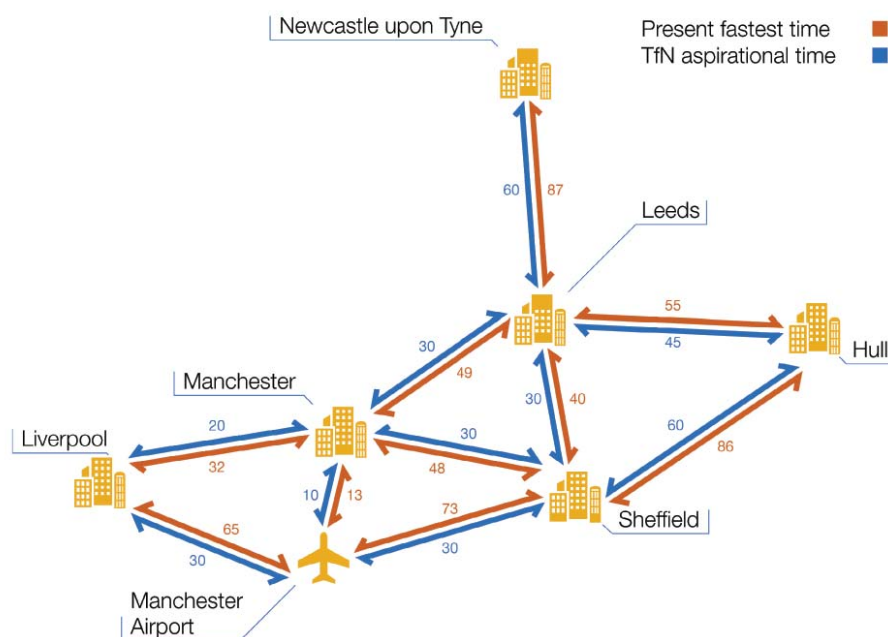 Newcastle upon Tyne
Present fastest time
TfN aspirational time
60
87
Leeds
55
45
Hull
30
49
Manchester
30
40
20
32
Liverpool
30
48
60
86
10
13
73
30
65
30
Sheffield
Manchester
Airport